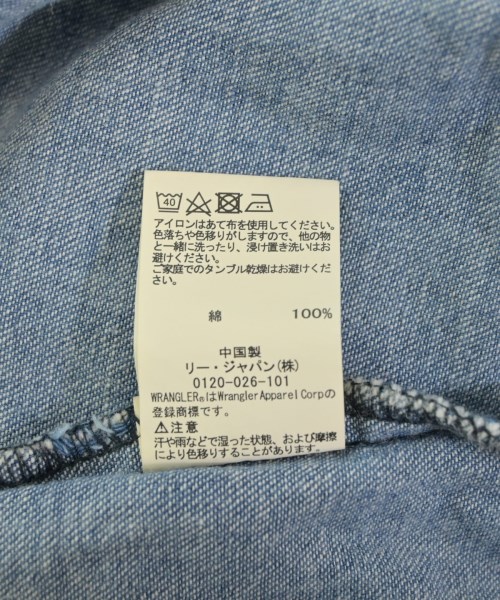 40
アイロンはあて布を使用してください。
色落ちや色移りがしますので、他の物
と一緒に洗ったり、浸け置き洗いはお
避けください。
ご家庭でのタンブル乾燥はお避けください。
綿 100%
中国製
リー・ジャパン(株)
0120-026-101
WRANGLER®はWrangler Apparel Corpの
登録商標です。
⚠注意
汗や雨などで湿った状態、および摩擦
により色移りすることがあります。